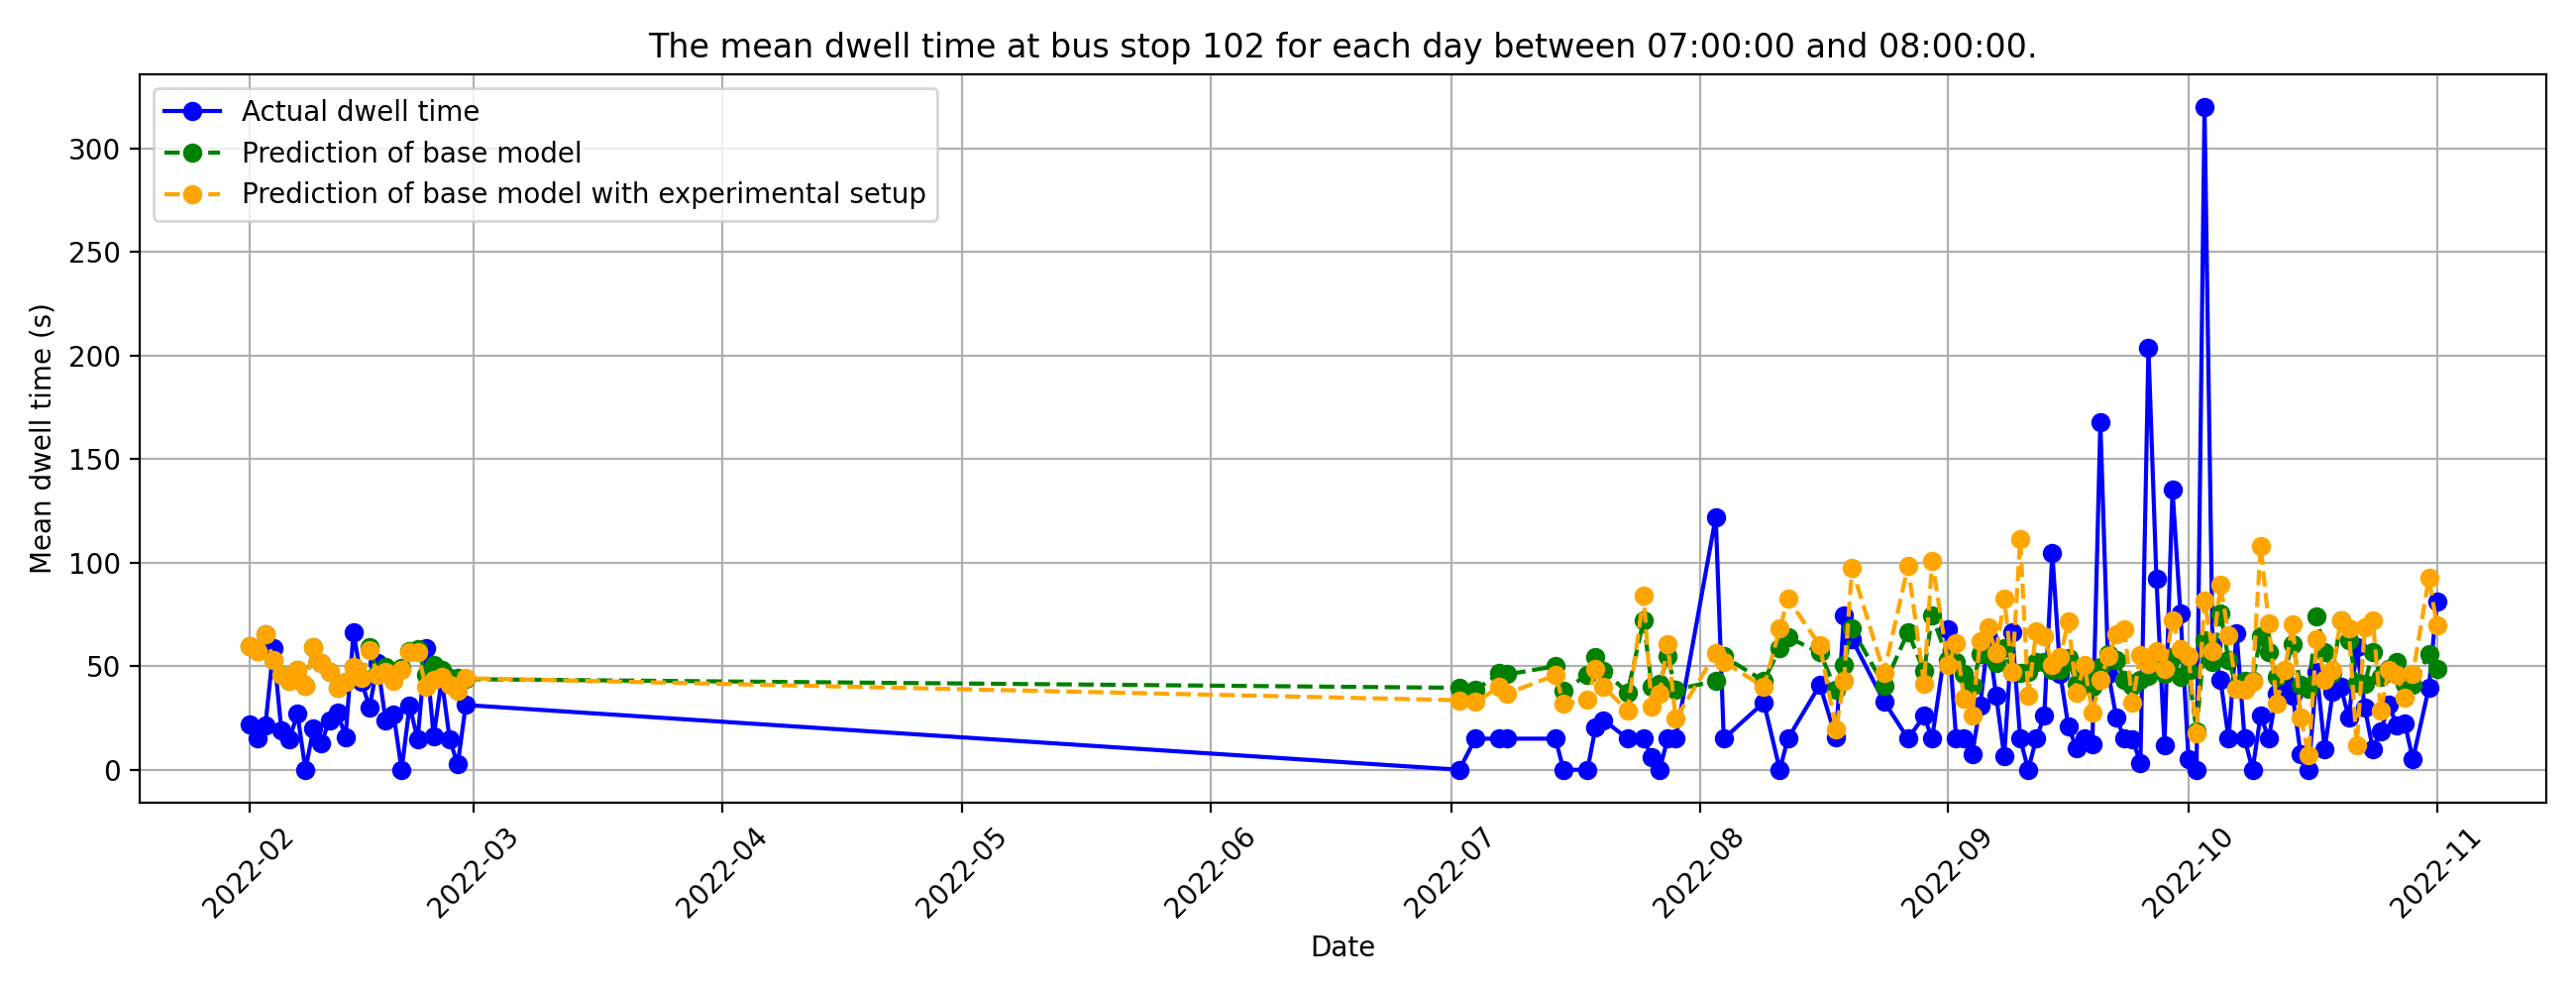 The mean dwell time at bus stop 102 for each day between 07:00:00 and 08:00:00.
Actual dwell time
Prediction of base model
Prediction of base model with experimental setup
Mean dwell time (s)
300
250
200
150
100
50
0
2022-02
2022-03
2022-04
2022-05
2022-06
2022-07
2022-08
2022-09
2022-10
2022-11
Date